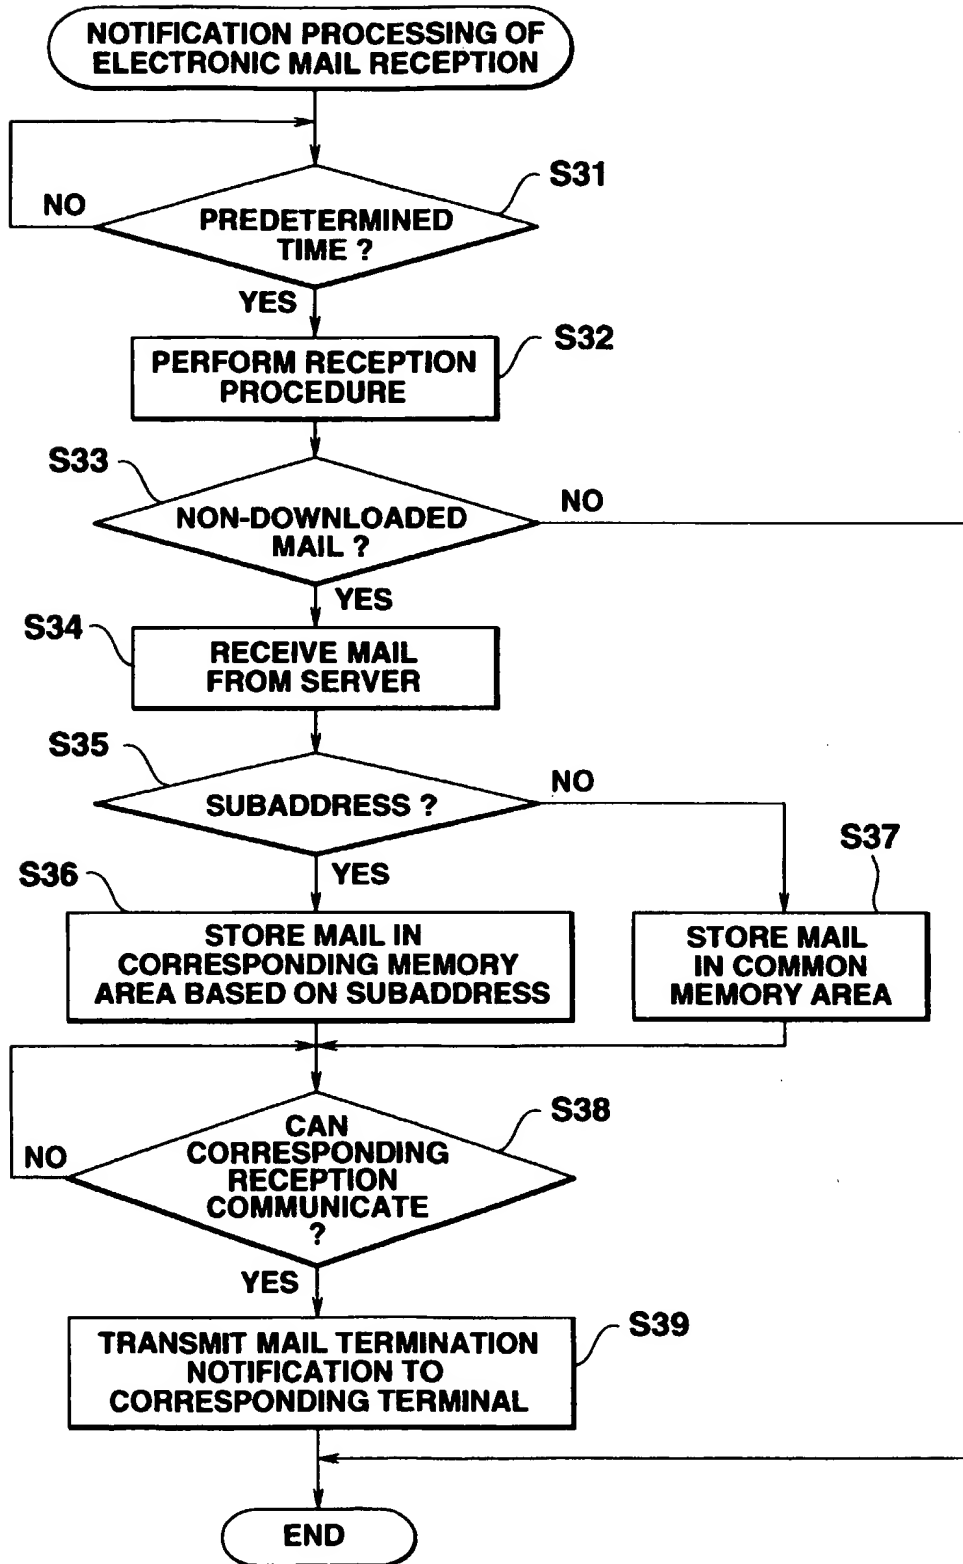 NOTIFICATION PROCESSING OF
ELECTRONIC MAIL RECEPTION
S31
NO
PREDETERMINED
TIME ?
YES
S32
PERFORM RECEPTION
PROCEDURE
S33
NO
NON-DOWNLOADED
MAIL ?
YES
S34
RECEIVE MAIL
FROM SERVER
S35
NO
SUBADDRESS ?
S37
YES
S36
STORE MAIL IN
CORRESPONDING MEMORY
AREA BASED ON SUBADDRESS
STORE MAIL
IN COMMON
MEMORY AREA
S38
CAN
CORRESPONDING
RECEPTION
COMMUNICATE
?
NO
YES
S39
TRANSMIT MAIL TERMINATION
NOTIFICATION TO
CORRESPONDING TERMINAL
END